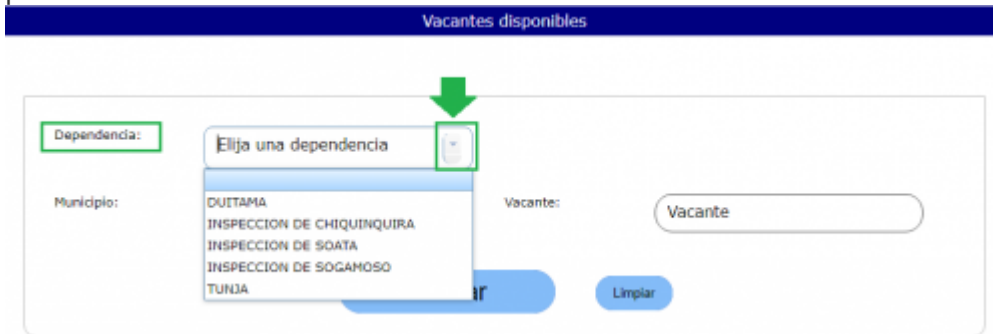 Vacantes disponibles
Dependencia:
Elija una dependencia
Municipio:
DUITAMA
INSPECCION DE CHIQUINQUIRA
INSPECCION DE SOATA
INSPECCION DE SOGAMOSO
TUNJA
Vacante:
Vacante
Limpiar